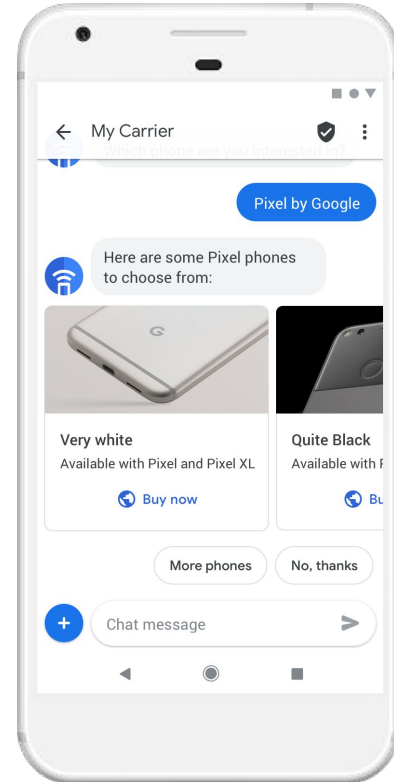 My Carrier
Which phone are you interested in?
Pixel by Google
Here are some Pixel phones
to choose from:
G
Very white
Available with Pixel and Pixel XL
Buy now
Quite Black
Available with
Bu
More phones
No, thanks
Chat message